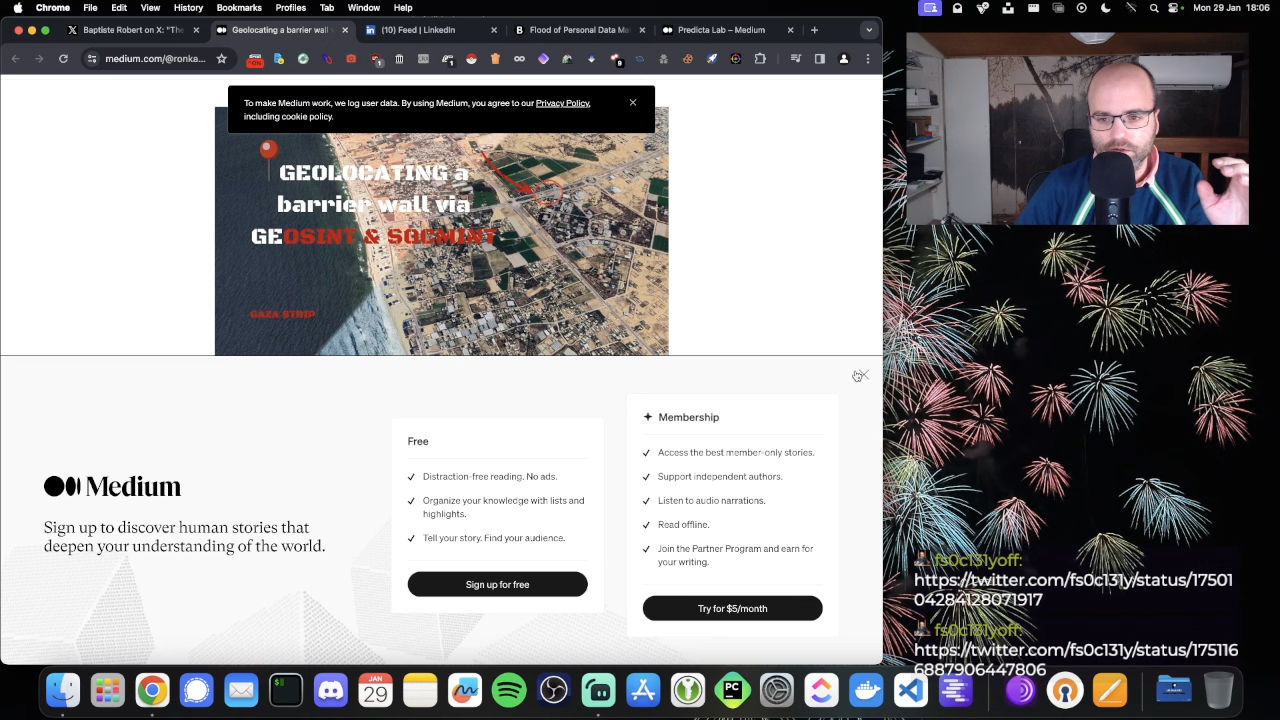 Chrome File Edit View History Bookmarks Profiles Tab Window Help
Mon 29 Jan 18:06
Baptiste Robert on X: "The
Geolocating a barrier wall
(10) Feed | LinkedIn
Flood of Personal Data Ma
Predicta Lab – Medium
medium.com/@ronka...
To make Medium work, we log user data. By using Medium, you agree to our Privacy Policy,
including cookie policy.
GEOLOCATING a
barrier wall via
GEOSINT & SOCMINT
GAZA STRIP
Medium
Sign up to discover human stories that
deepen your understanding of the world.
Free
Distraction-free reading. No ads.
Organize your knowledge with lists and
highlights.
Tell your story. Find your audience.
Sign up for free
Membership
Access the best member-only stories.
Support independent authors.
Listen to audio narrations.
Read offline.
Join the Partner Program and earn for
your writing.
Try for $5/month
fs0c131yoff:
https://twitter.com/fs0c131y/status/17501
04284128071917
fs0c131yoff:
https://twitter.com/fs0c131y/status/175116
6887906447806
JAN
29
PC